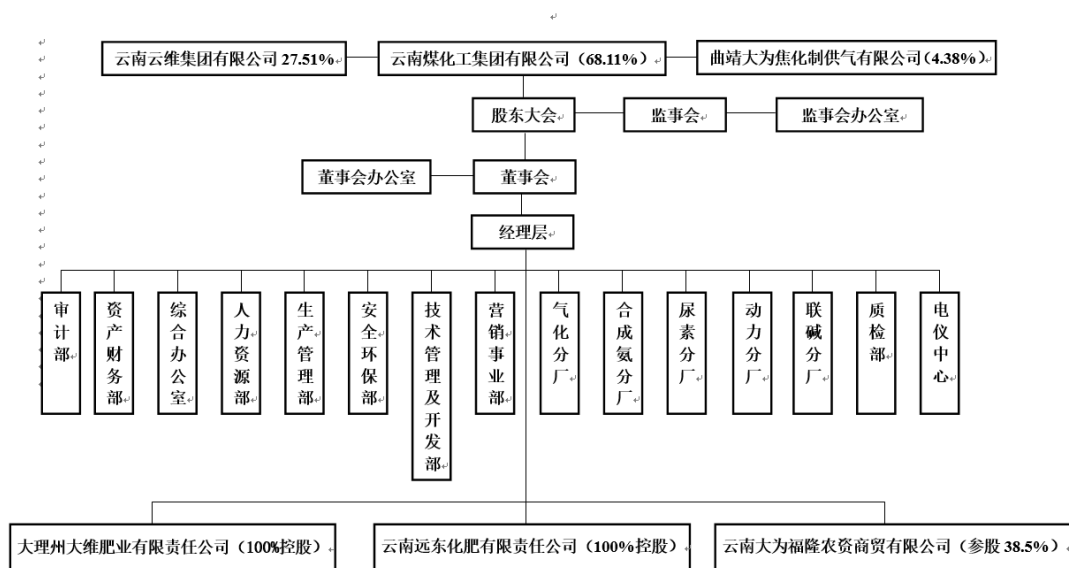 云南云维集团有限公司 27.51%
云南煤化工集团有限公司（68.11%）
曲靖大为焦化制供气有限公司（4.38%）
股东大会
监事会
监事会办公室
董事会办公室
董事会
经理层
审计部
资产财务部
综合办公室
人力资源部
生产管理部
安全环保部
技术管理及开发部
营销事业部
气化分厂
合成氨分厂
尿素分厂
动力分厂
联碱分厂
质检部
电仪中心
大理州大维肥业有限责任公司（100%控股）
云南远东化肥有限责任公司（100%控股）
云南大为福隆农资商贸有限公司（参股 38.5%）